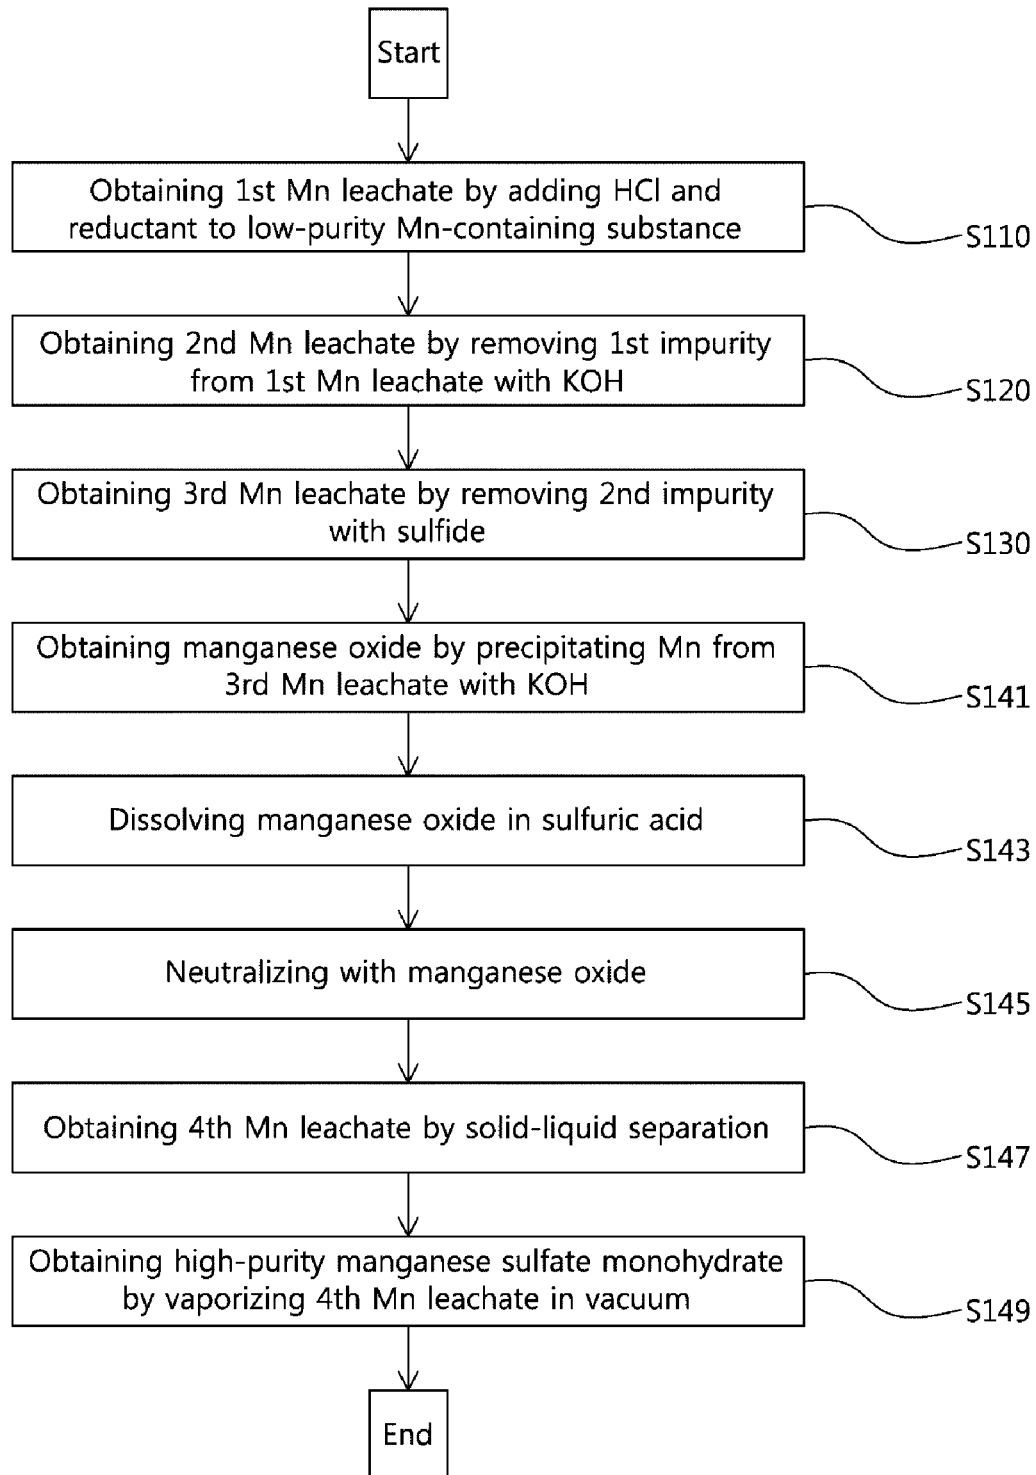 Start
Obtaining 1st Mn leachate by adding HCl and
reductant to low-purity Mn-containing substance
S110
Obtaining 2nd Mn leachate by removing 1st impurity
from 1st Mn leachate with KOH
S120
Obtaining 3rd Mn leachate by removing 2nd impurity
with sulfide
S130
Obtaining manganese oxide by precipitating Mn from
3rd Mn leachate with KOH
S141
Dissolving manganese oxide in sulfuric acid
S143
Neutralizing with manganese oxide
S145
Obtaining 4th Mn leachate by solid-liquid separation
S147
Obtaining high-purity manganese sulfate monohydrate
by vaporizing 4th Mn leachate in vacuum
S149
End